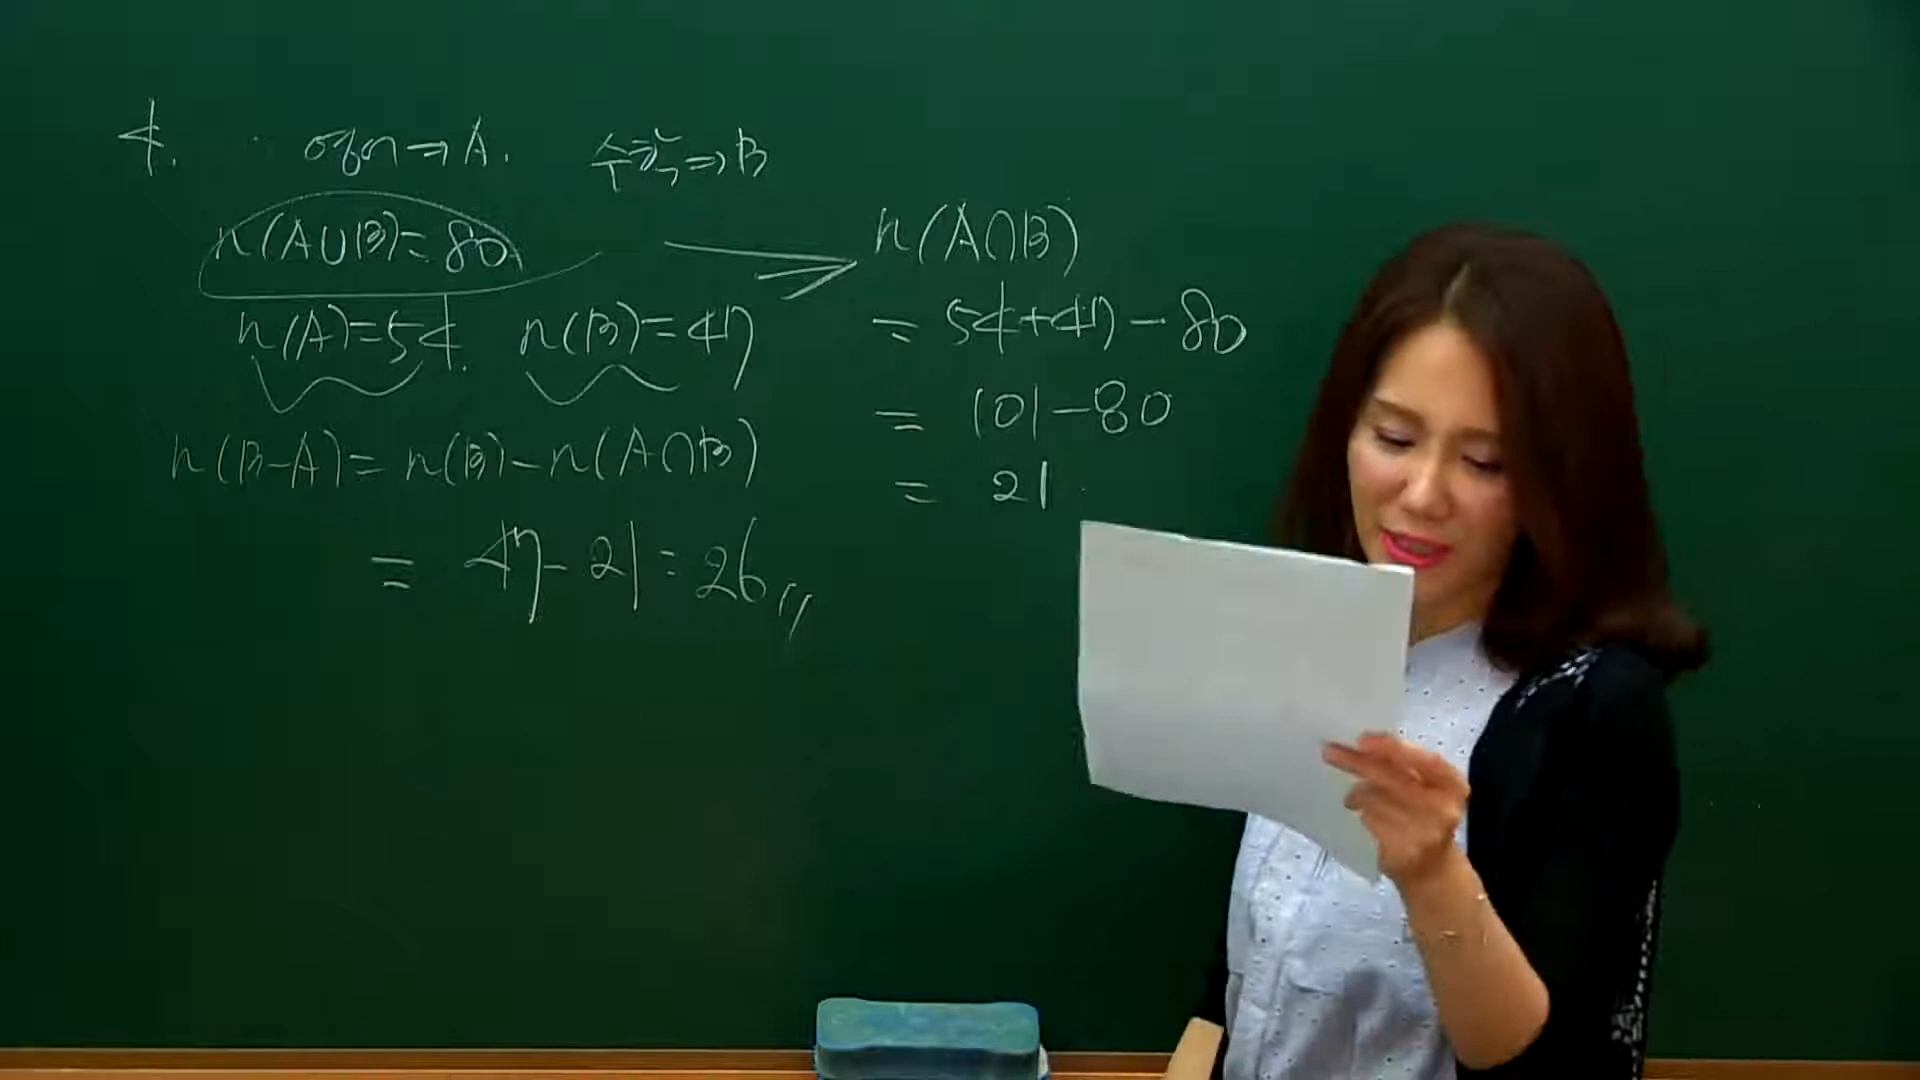 4. 영어⇒A. 수학⇒B
n(A∪B)=80
n(A)=54. n(B)=47
n(B-A)= n(B)-n(A∩B)
= 47-21=26
n(A∩B)
= 54+47-80
= 101-80
= 21